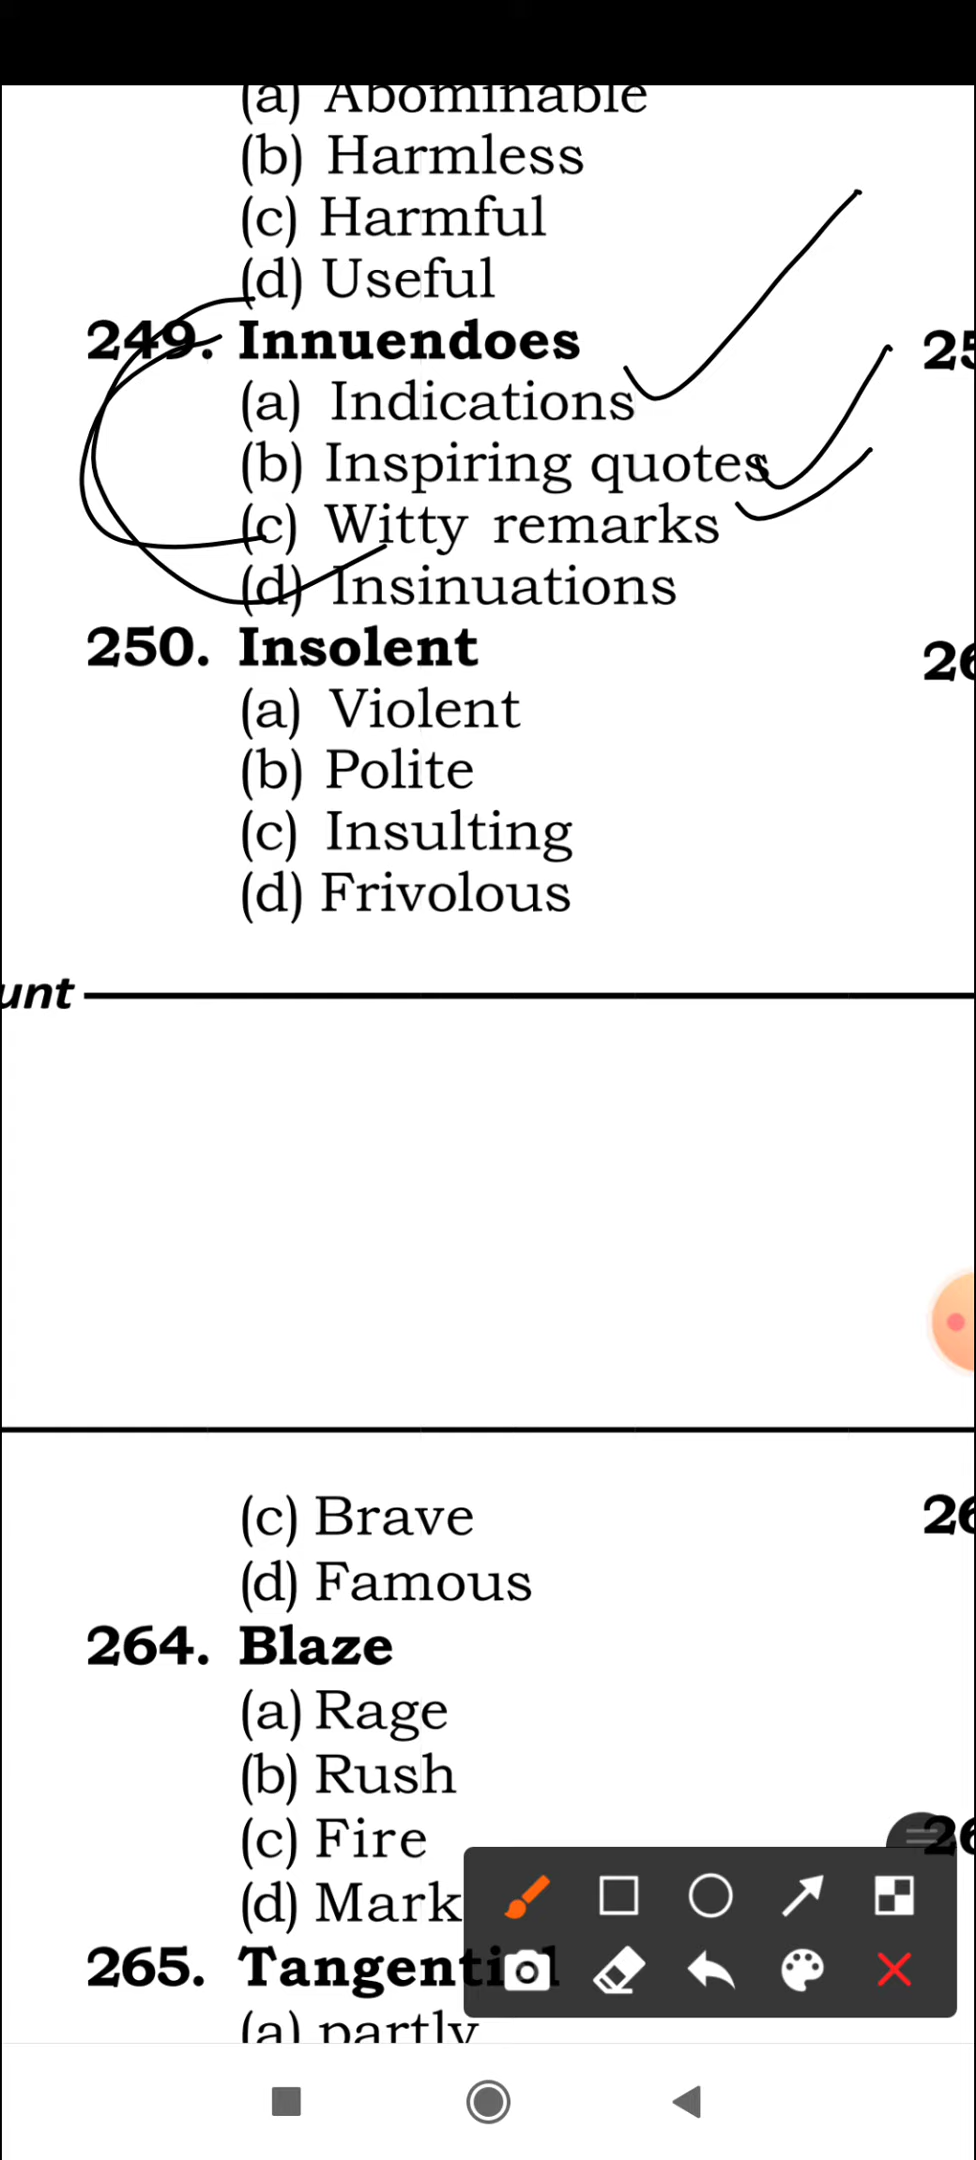 (a) Abominable
(b) Harmless
(c) Harmful
(d) Useful
249. Innuendoes
(a) Indications
(b) Inspiring quotes
(c) Witty remarks
(d) Insinuations
250. Insolent
(a) Violent
(b) Polite
(c) Insulting
(d) Frivolous
unt
(c) Brave
(d) Famous
264. Blaze
(a) Rage
(b) Rush
(c) Fire
(d) Mark
265. Tangential
(a) partly